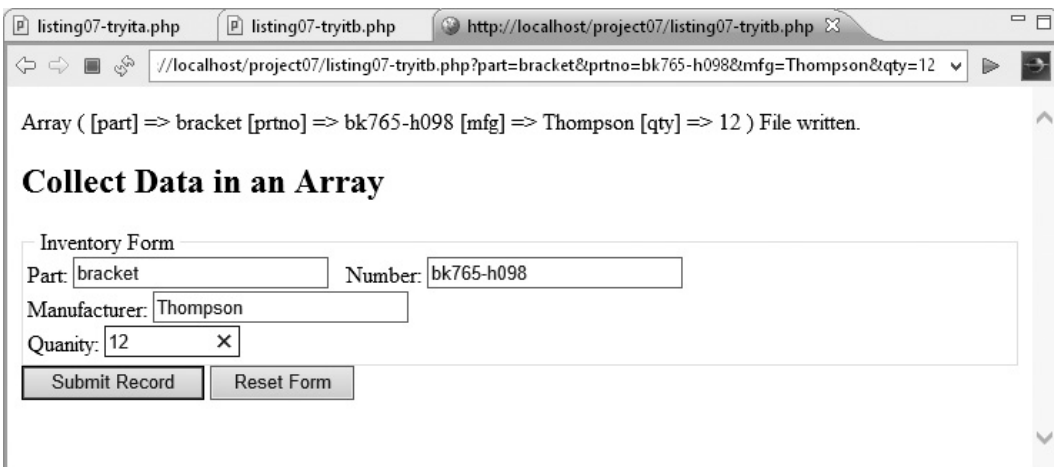 listing07-tryita.php listing07-tryitb.php http://localhost/project07/listing07-tryitb.php
://localhost/project07/listing07-tryitb.php?part=bracket&prtno=bk765-h098&mfg=Thompson&qty=12
Array ( [part] => bracket [prtno] => bk765-h098 [mfg] => Thompson [qty] => 12 ) File written.
Collect Data in an Array
Inventory Form
Part: bracket Number: bk765-h098
Manufacturer: Thompson
Quanity: 12
Submit Record Reset Form